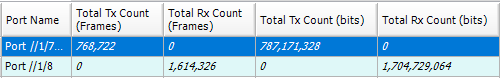 Port Name Total Tx Count (Frames) Total Rx Count (Frames) Total Tx Count (bits) Total Rx Count (bits)
Port //1/7... 768,722 0 787,171,328 0
Port //1/8 0 1,614,326 0 1,704,729,064